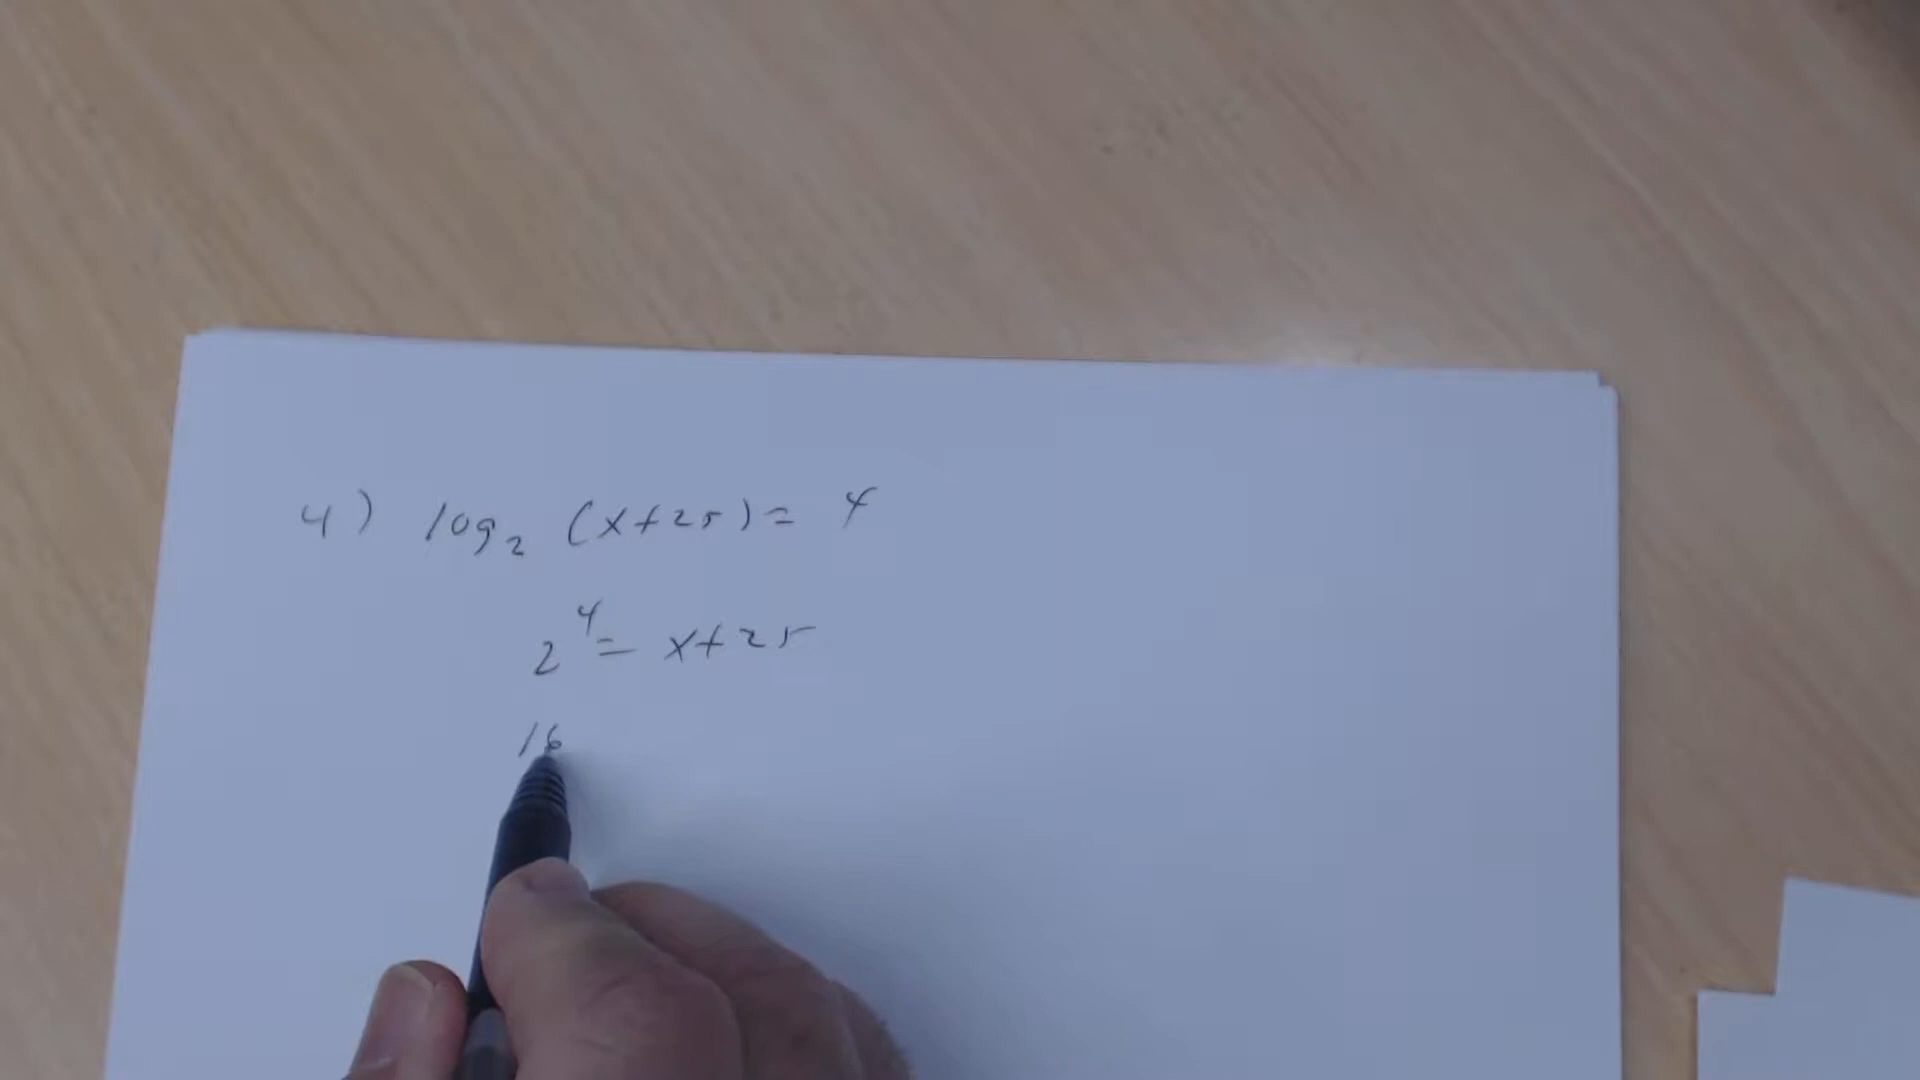 4) log₂ (x+25) = 4
2⁴ = x+25
16